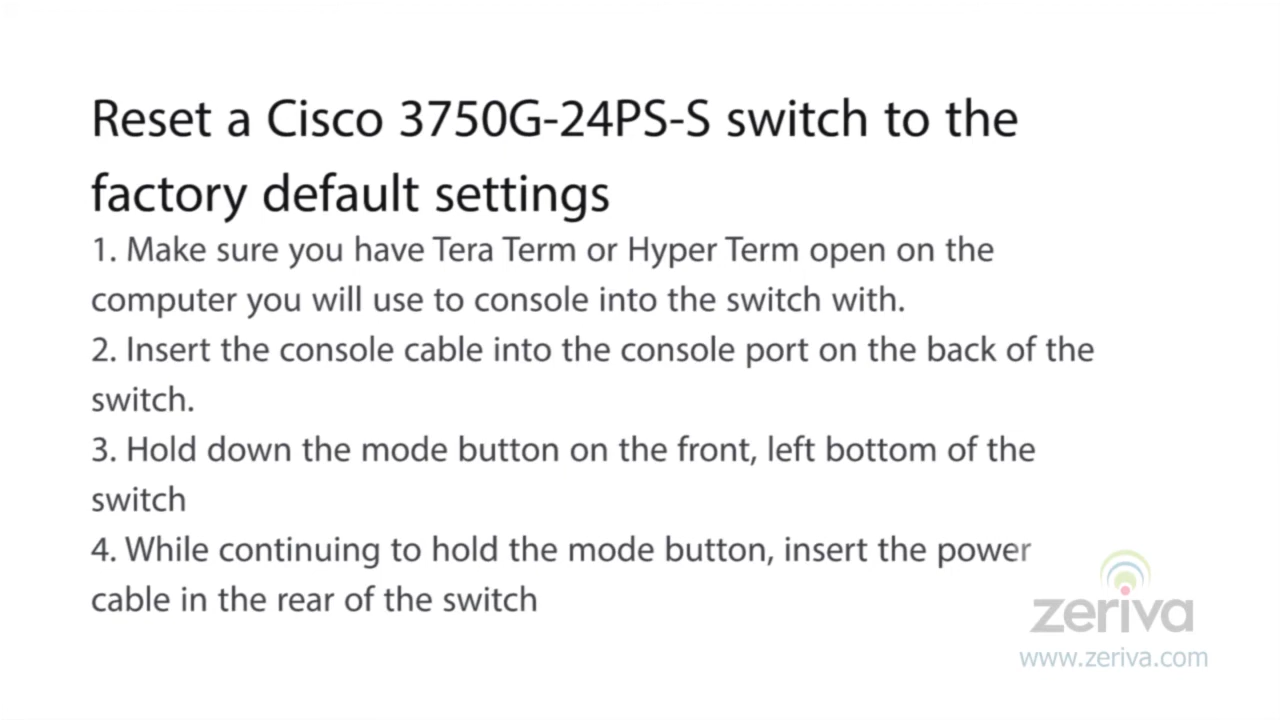 Reset a Cisco 3750G-24PS-S switch to the
factory default settings
1. Make sure you have Tera Term or Hyper Term open on the
computer you will use to console into the switch with.
2. Insert the console cable into the console port on the back of the
switch.
3. Hold down the mode button on the front, left bottom of the
switch
4. While continuing to hold the mode button, insert the power
cable in the rear of the switch
zeriva
www.zeriva.com